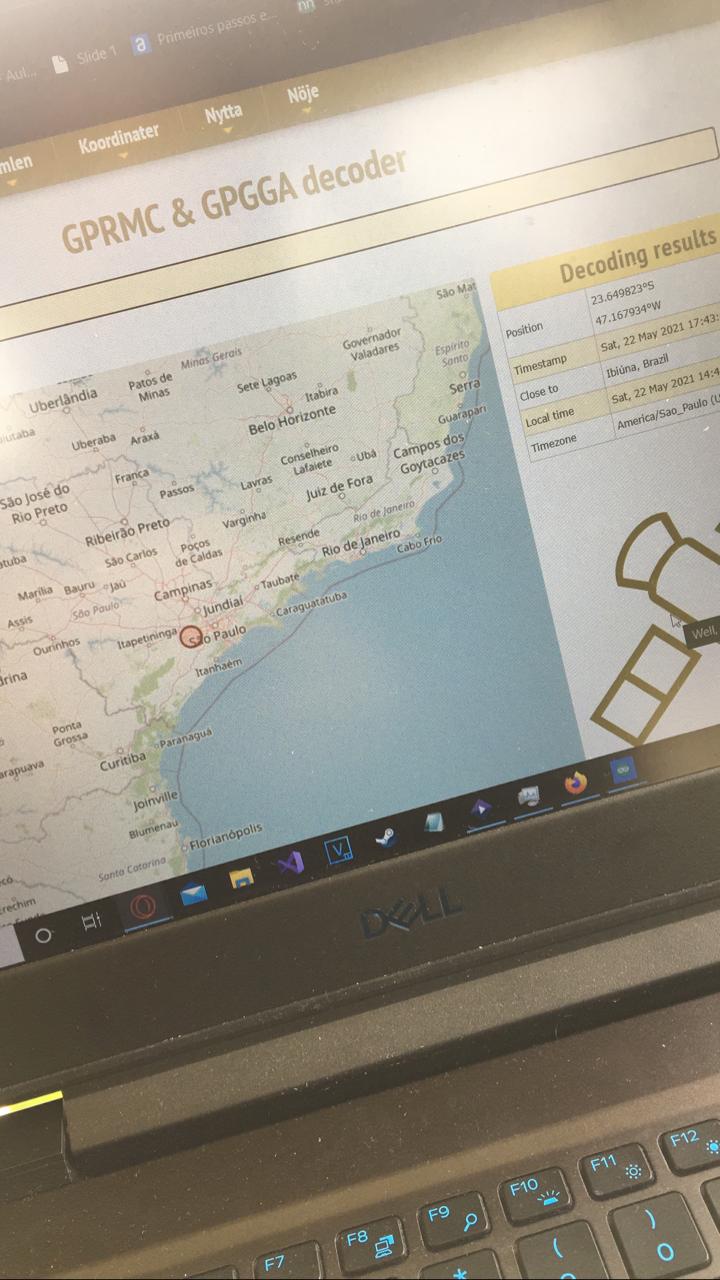 Aul...
Slide 1
Primeiros passos e...
mlen
Koordinater
Nytta
Nöje
GPRMC & GPGGA decoder
Decoding results
Position
23.649823°S
47.167934°W
Timestamp
Sat, 22 May 2021 17:43:
Close to
Ibiúna, Brazil
Local time
Sat, 22 May 2021 14:4
Timezone
America/Sao_Paulo (U
Well,
São Mat
Minas Gerais
Governador
Valadares
Espírito
Santo
Patos de
Minas
Sete Lagoas
Uberlândia
Itabira
Serra
Belo Horizonte
Guarapari
Uberaba
Araxá
Conselheiro
Lafaiete
Ubá
Campos dos
Goytacazes
Franca
São José do
Rio Preto
Passos
Lavras
Juiz de Fora
Ribeirão Preto
Varginha
Rio de Janeiro
São Carlos
Poços
de Caldas
Resende
Rio de Janeiro
Cabo Frio
Marília
Bauru
Jaú
Campinas
Taubate
São Paulo
Jundiaí
Caraguatatuba
Assis
Ourinhos
Itapetininga
São Paulo
Itanhaém
Ponta
Grossa
Paranaguá
Curitiba
arapuava
Joinville
Blumenau
Florianópolis
Santa Catarina
rechim
DELL
F7
F8
F9
F10
F11
F12
*
(
)
0